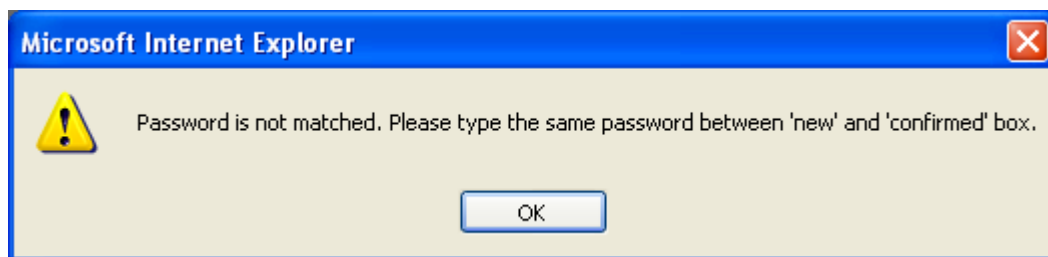 Microsoft Internet Explorer
Password is not matched. Please type the same password between 'new' and 'confirmed' box.
OK